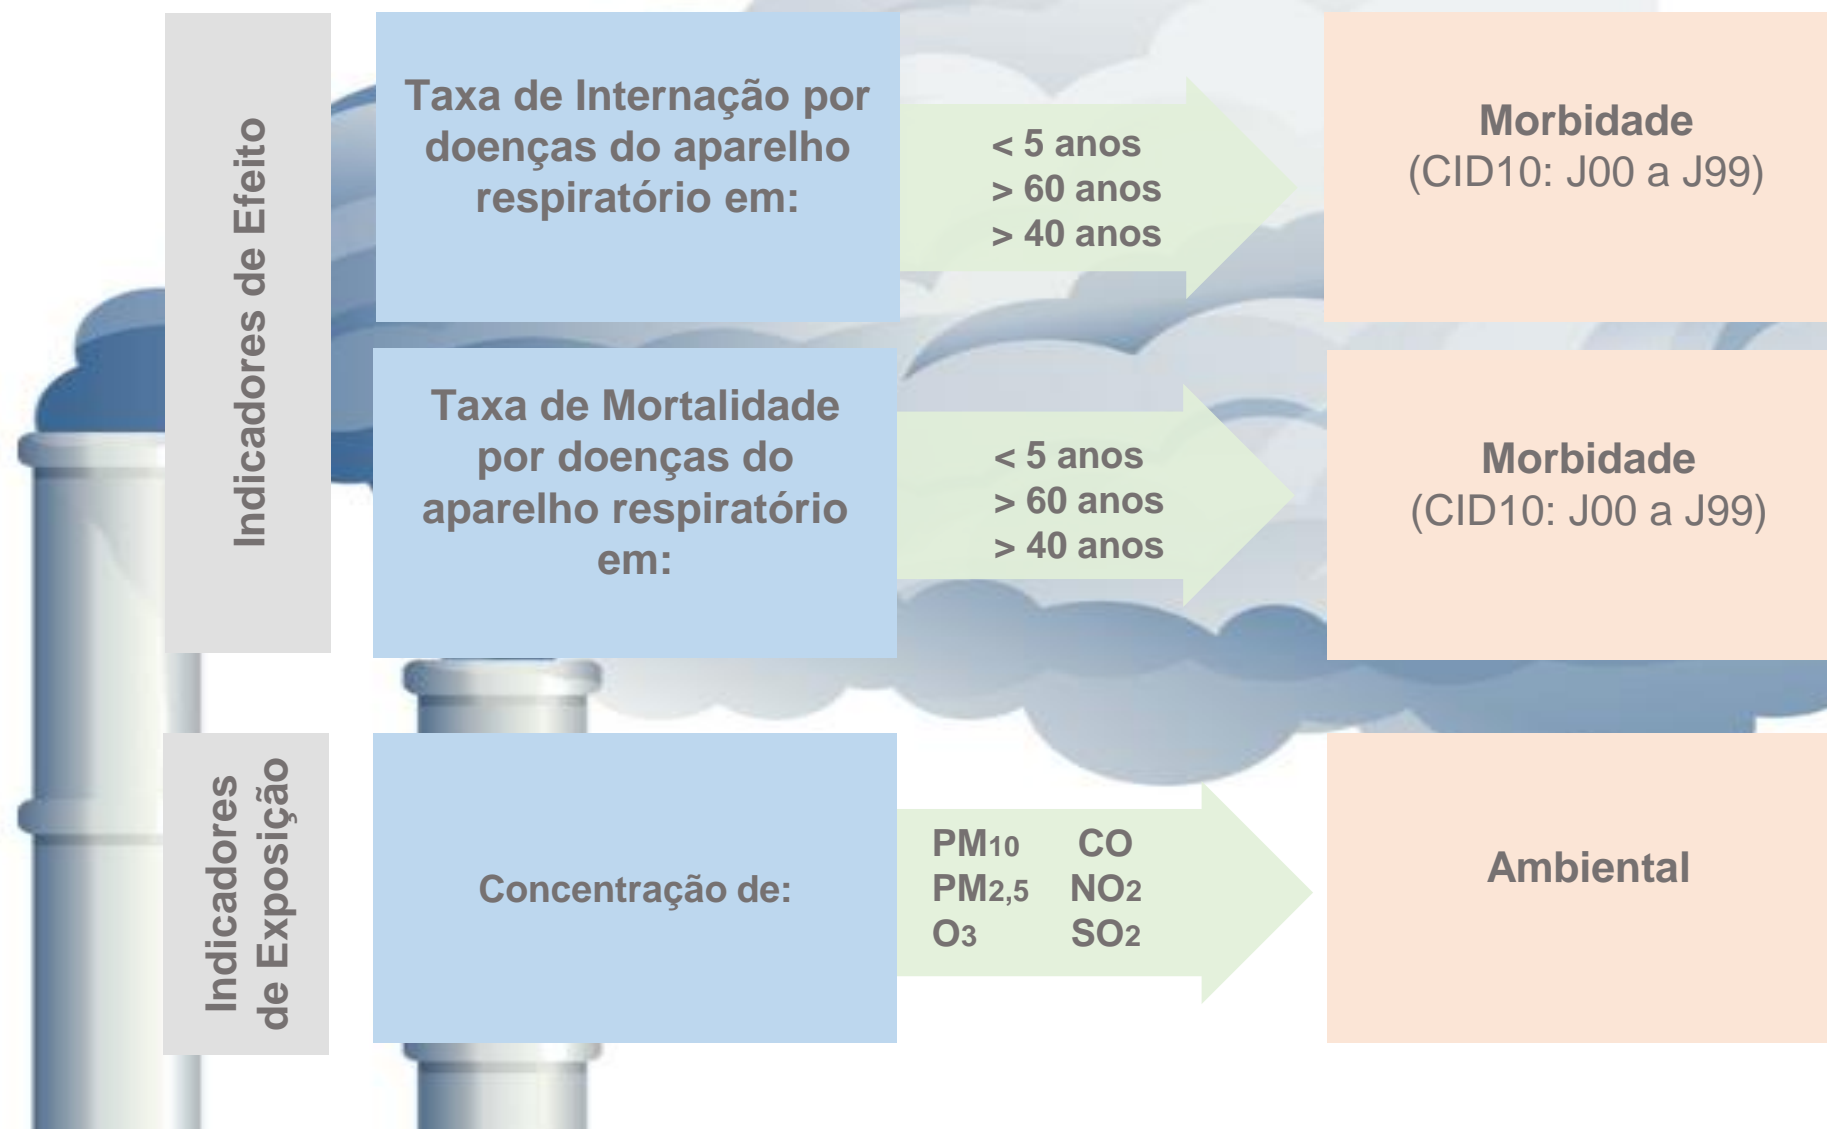 Indicadores de Efeito
Taxa de Internação por
doenças do aparelho
respiratório em:
< 5 anos
> 60 anos
> 40 anos
Morbidade
(CID10: J00 a J99)
Taxa de Mortalidade
por doenças do
aparelho respiratório
em:
< 5 anos
> 60 anos
> 40 anos
Morbidade
(CID10: J00 a J99)
Indicadores
de Exposição
Concentração de:
PM10 CO
PM2,5 NO2
O3 SO2
Ambiental